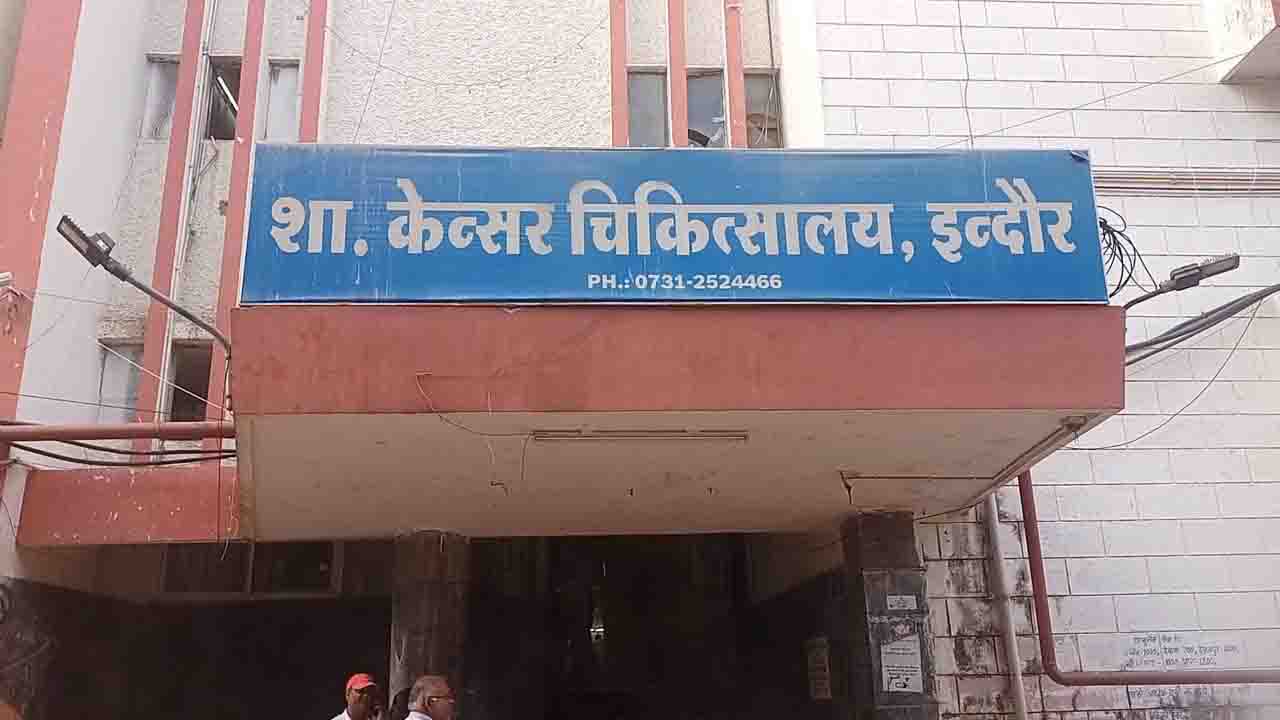 शा. केन्सर चिकित्सालय, इन्दौर
PH.: 0731-2524466